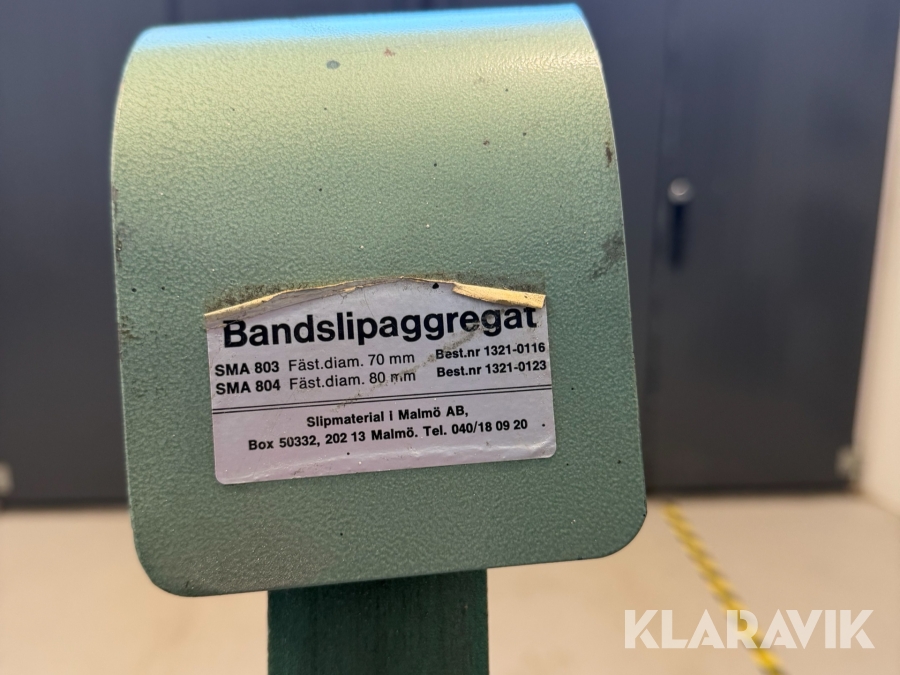 Bandslipaggregat
SMA 803 Fäst.diam. 70 mm Best.nr 1321-0116
SMA 804 Fäst.diam. 80 mm Best.nr 1321-0123
Slipmaterial i Malmö AB,
Box 50332, 202 13 Malmö. Tel. 040/18 09 20
KLARAVIK